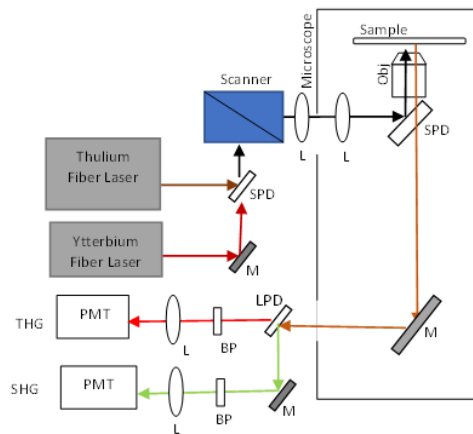 Sample
Microscope
Obj
Scanner
SPD
L
L
Thulium
Fiber Laser
SPD
Ytterbium
Fiber Laser
M
LPD
THG
PMT
L
BP
M
SHG
PMT
L
BP
M